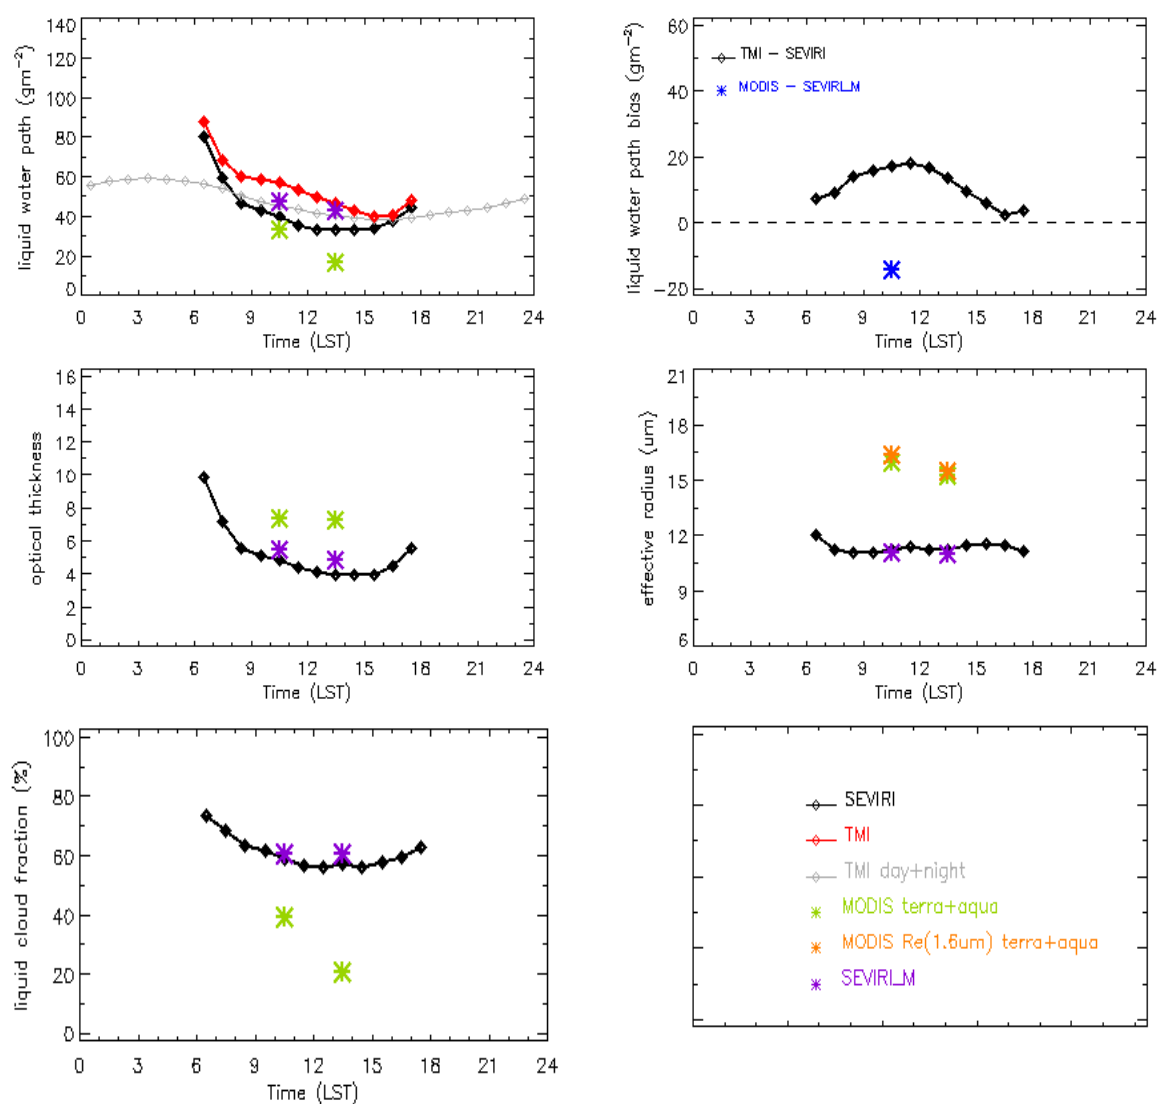 liquid water path (gm⁻²)
140
120
100
80
60
40
20
0
0 3 6 9 12 15 18 21 24
Time (LST)
liquid water path bias (gm⁻²)
60
40
20
0
−20
TMI − SEVIRI
MODIS − SEVIRI_M
0 3 6 9 12 15 18 21 24
Time (LST)
optical thickness
16
14
12
10
8
6
4
2
0
0 3 6 9 12 15 18 21 24
Time (LST)
effective radius (um)
21
18
15
12
9
6
0 3 6 9 12 15 18 21 24
Time (LST)
liquid cloud fraction (%)
100
80
60
40
20
0
0 3 6 9 12 15 18 21 24
Time (LST)
SEVIRI
TMI
TMI day+night
MODIS terra+aqua
MODIS Re(1.6um) terra+aqua
SEVIRI_M